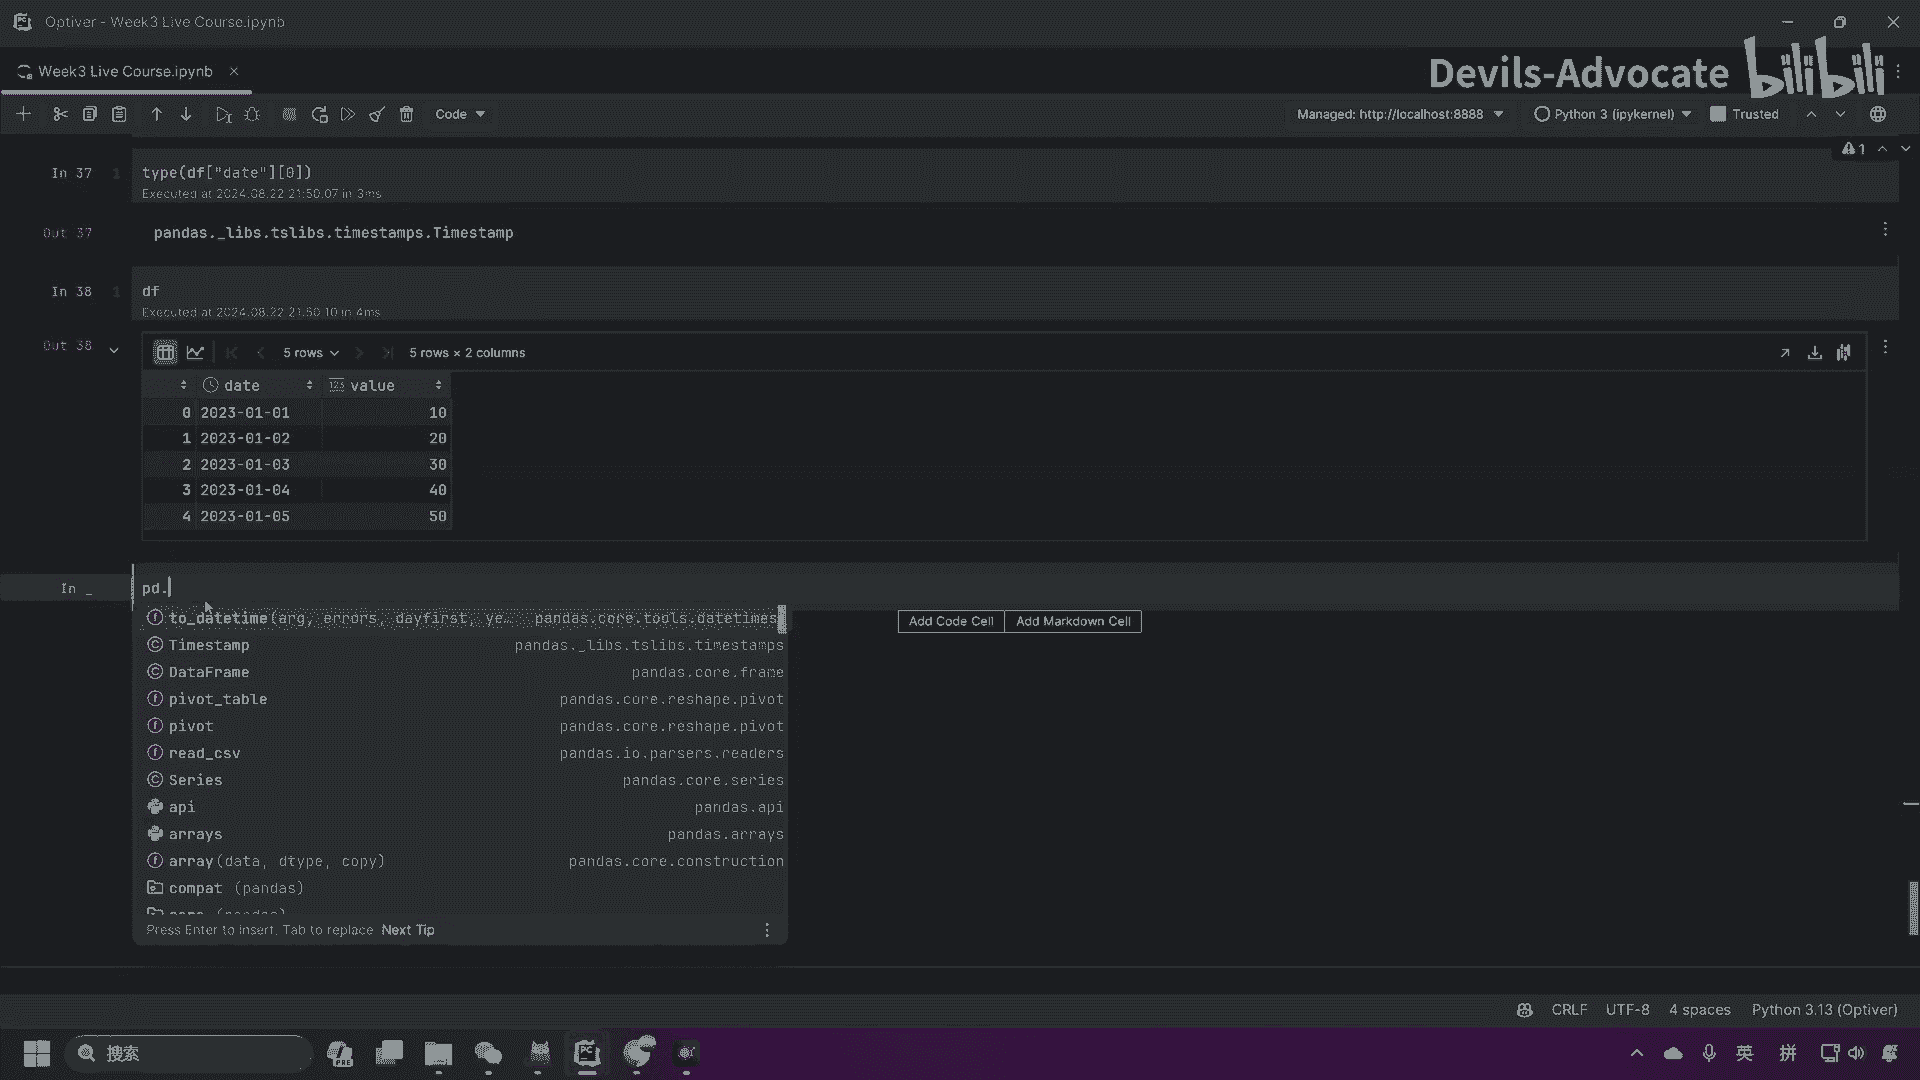 Optiver - Week3 Live Course.ipynb
Week3 Live Course.ipynb
Devils-Advocate bilibili
Code
Managed: http://localhost:8888
Python 3 (ipykernel)
Trusted
1
In 37
1
type(df["date"][0])
Executed at 2024.08.22 21:50.07 in 3ms
Out 37
pandas._libs.tslibs.timestamps.Timestamp
In 38
1
df
Executed at 2024.08.22 21:50:10 in 4ms
Out 38
5 rows
5 rows × 2 columns
date 123 value
0 2023-01-01 10
1 2023-01-02 20
2 2023-01-03 30
3 2023-01-04 40
4 2023-01-05 50
In _
pd.
to_datetime(arg, errors, dayfirst, ye… pandas.core.tools.datetimes
Timestamp pandas._libs.tslibs.timestamps
DataFrame pandas.core.frame
pivot_table pandas.core.reshape.pivot
pivot pandas.core.reshape.pivot
read_csv pandas.io.parsers.readers
Series pandas.core.series
api pandas.api
arrays pandas.arrays
array(data, dtype, copy) pandas.core.construction
compat (pandas)
Press Enter to insert, Tab to replace Next Tip
Add Code Cell
Add Markdown Cell
CRLF
UTF-8
4 spaces
Python 3.13 (Optiver)
搜索
PRE
PC
英
拼